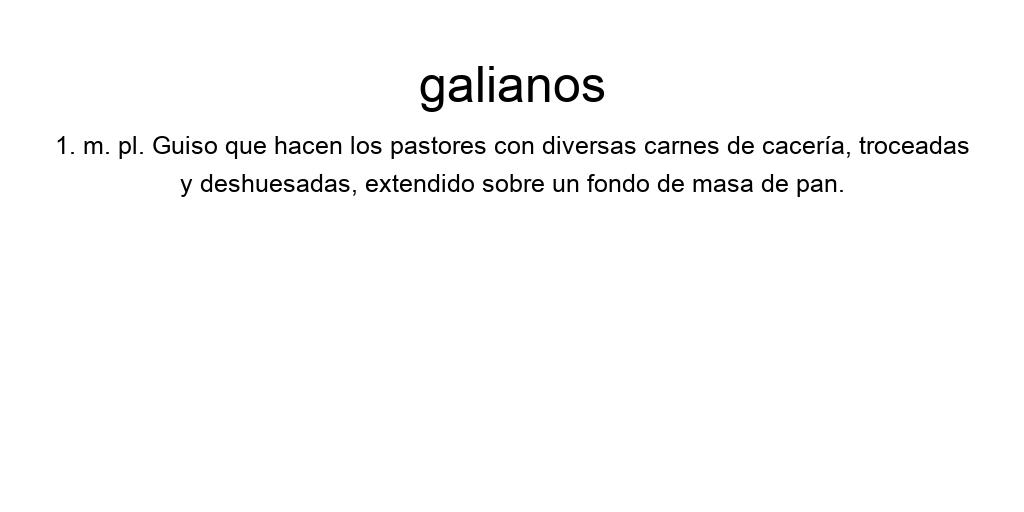 galianos
1. m. pl. Guiso que hacen los pastores con diversas carnes de cacería, troceadas
y deshuesadas, extendido sobre un fondo de masa de pan.